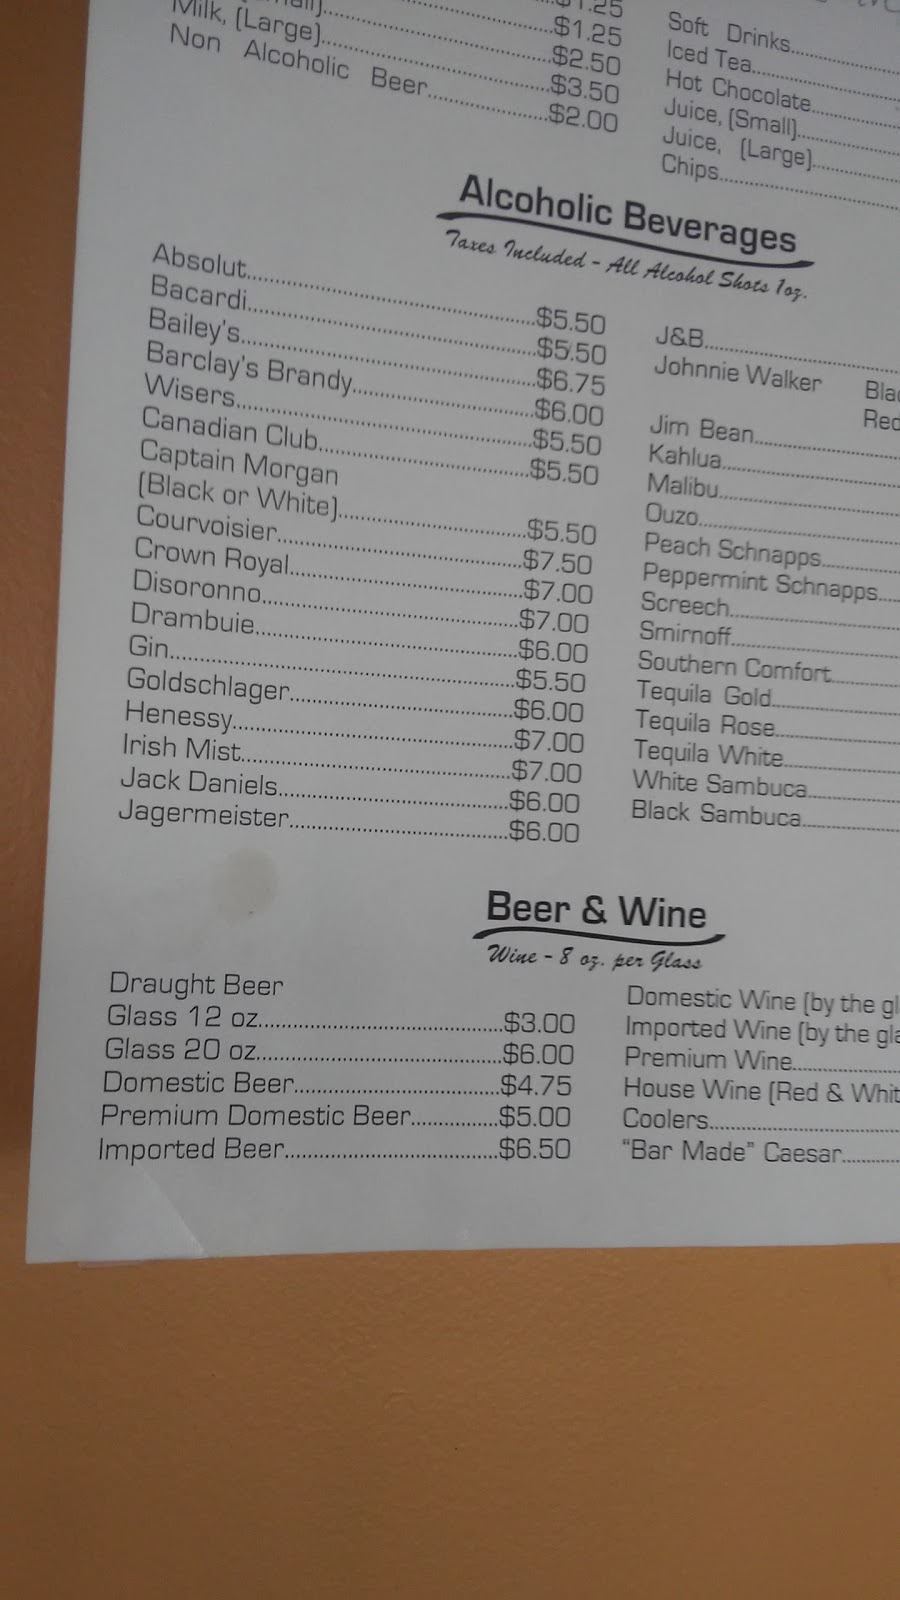 $1.25
$1.25
$2.50
Milk, (Large) $3.50
Non Alcoholic Beer $2.00
Soft Drinks
Iced Tea
Hot Chocolate
Juice, (Small)
Juice, (Large)
Chips
Alcoholic Beverages
Taxes Included - All Alcohol Shots 1oz.
Absolut $5.50
Bacardi $5.50
Bailey's $6.75
Barclay's Brandy $6.00
Wisers $5.50
Canadian Club $5.50
Captain Morgan
(Black or White) $5.50
Courvoisier $7.50
Crown Royal $7.00
Disoronno $7.00
Drambuie $6.00
Gin $5.50
Goldschlager $6.00
Henessy $7.00
Irish Mist $7.00
Jack Daniels $6.00
Jagermeister $6.00
J&B
Johnnie Walker
Red
Jim Bean
Kahlua
Malibu
Ouzo
Peach Schnapps
Peppermint Schnapps
Screech
Smirnoff
Southern Comfort
Tequila Gold
Tequila Rose
Tequila White
White Sambuca
Black Sambuca
Beer & Wine
Wine - 8 oz. per Glass
Draught Beer
Glass 12 oz $3.00
Glass 20 oz $6.00
Domestic Beer $4.75
Premium Domestic Beer $5.00
Imported Beer $6.50
Domestic Wine (by the gl
Imported Wine (by the gla
Premium Wine
House Wine (Red & Whit
Coolers
"Bar Made" Caesar